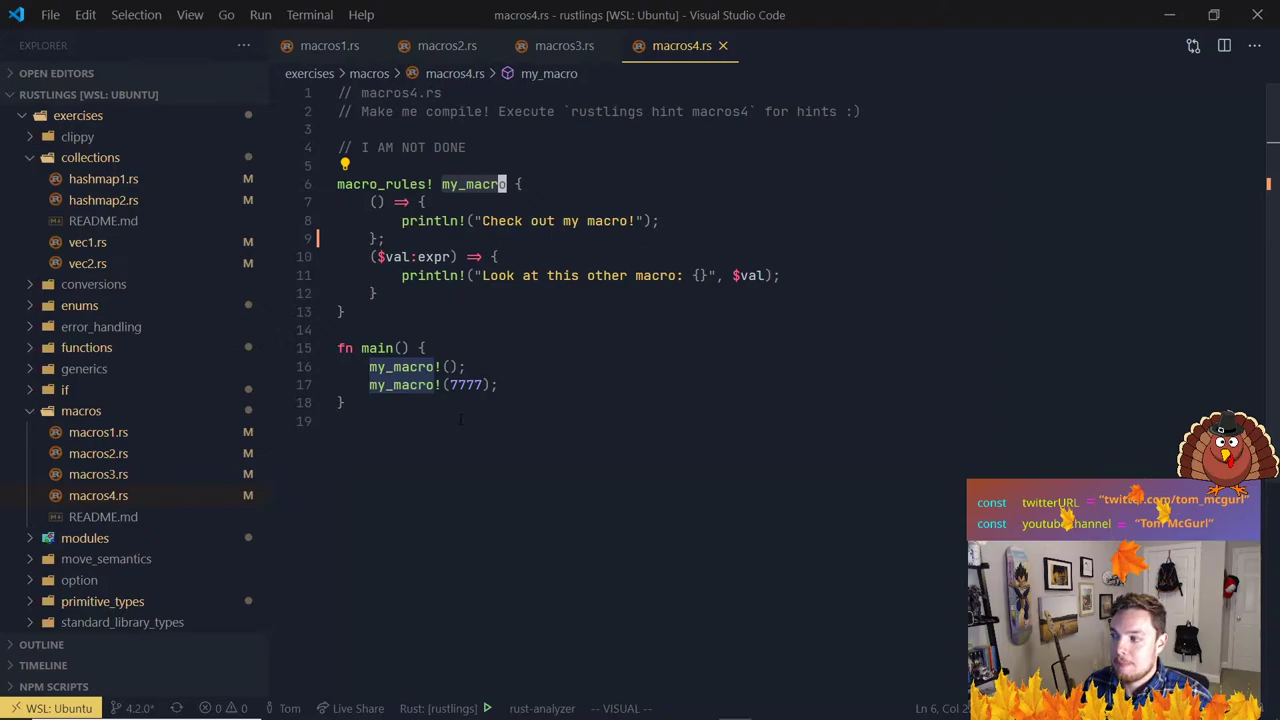 File Edit Selection View Go Run Terminal Help
macros4.rs - rustlings [WSL: Ubuntu] - Visual Studio Code
EXPLORER
OPEN EDITORS
RUSTLINGS [WSL: UBUNTU]
exercises
clippy
collections
hashmap1.rs M
hashmap2.rs M
README.md
vec1.rs M
vec2.rs M
conversions
enums
error_handling
functions
generics
if
macros
macros1.rs M
macros2.rs M
macros3.rs M
macros4.rs M
README.md
modules
move_semantics
option
primitive_types
standard_library_types
OUTLINE
TIMELINE
NPM SCRIPTS
macros1.rs macros2.rs macros3.rs macros4.rs
exercises > macros > macros4.rs > my_macro
1 // macros4.rs
2 // Make me compile! Execute `rustlings hint macros4` for hints :)
3
4 // I AM NOT DONE
5
6 macro_rules! my_macro {
7 () => {
8 println!("Check out my macro!");
9 };
10 ($val:expr) => {
11 println!("Look at this other macro: {}", $val);
12 }
13 }
14
15 fn main() {
16 my_macro!();
17 my_macro!(7777);
18 }
19
const twitterURL = "twitter.com/tom_mcgurl"
const youtubeChannel = "Tom McGurl"
WSL: Ubuntu 4.2.0* 0 0 Tom Live Share Rust: [rustlings] rust-analyzer -- VISUAL -- Ln 6, Col 2